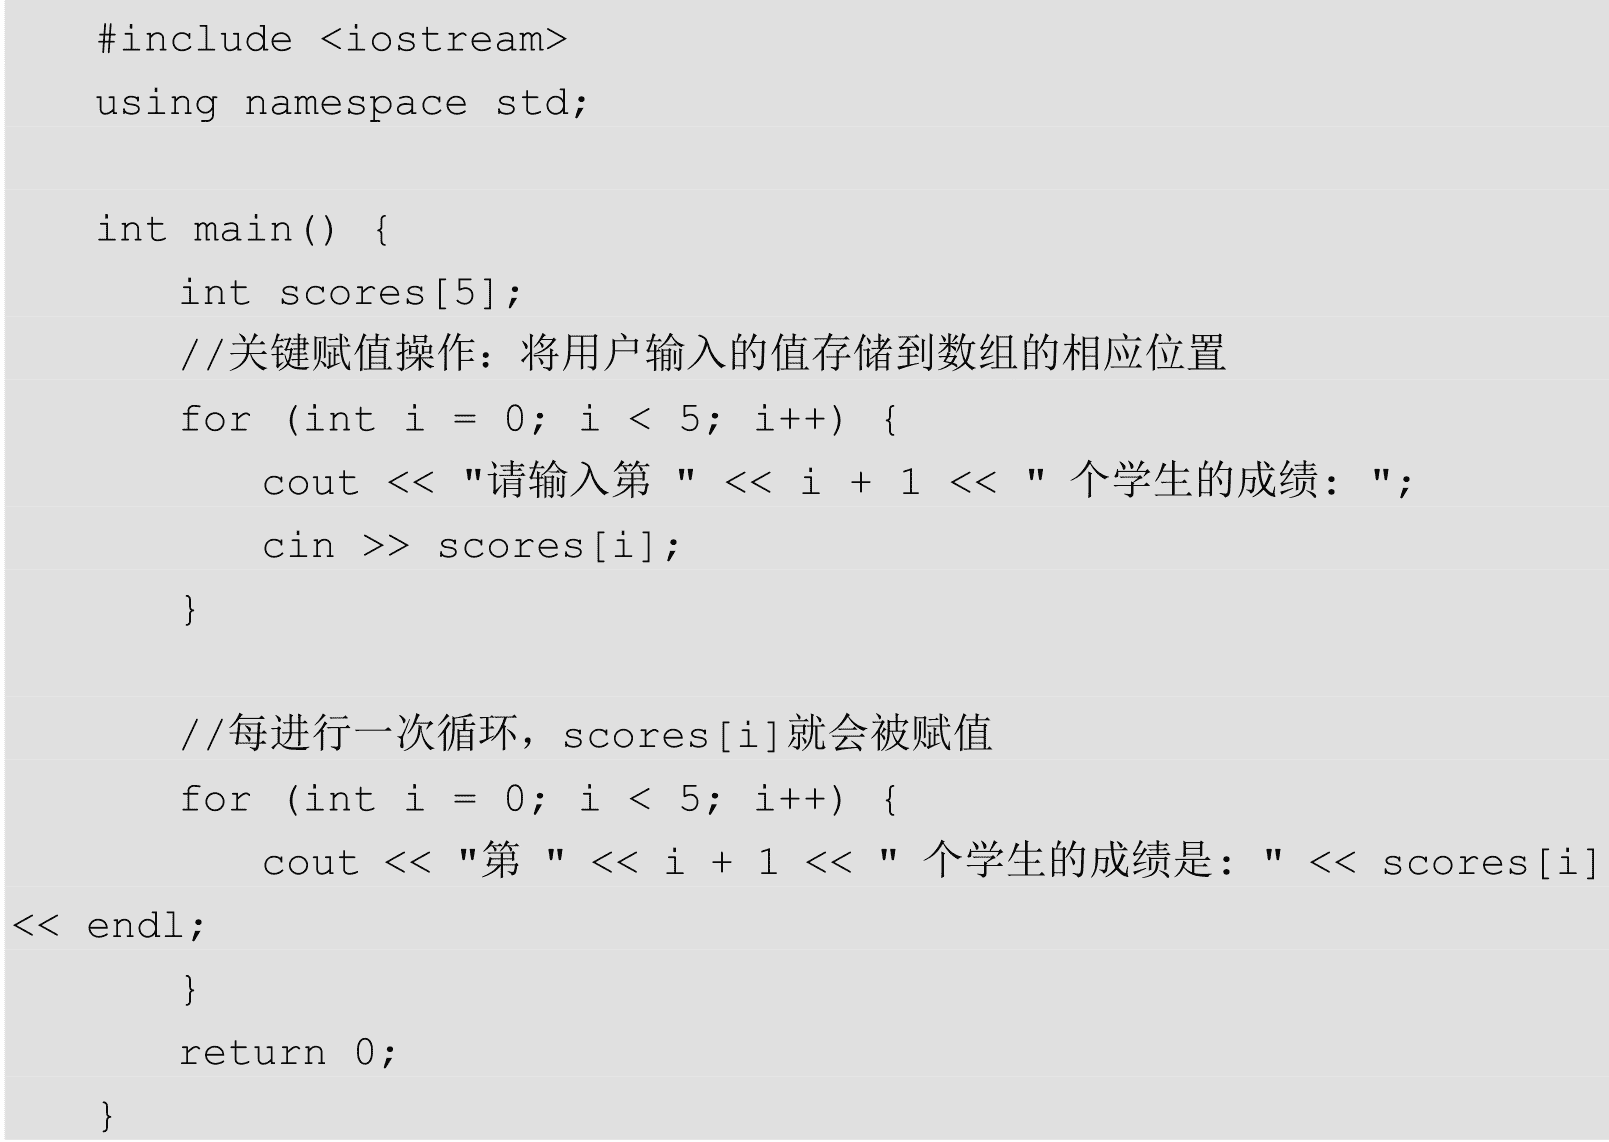 #include <iostream>
using namespace std;
int main() {
int scores[5];
//关键赋值操作：将用户输入的值存储到数组的相应位置
for (int i = 0; i < 5; i++) {
cout << "请输入第 " << i + 1 << " 个学生的成绩：";
cin >> scores[i];
}
//每进行一次循环，scores[i]就会被赋值
for (int i = 0; i < 5; i++) {
cout << "第 " << i + 1 << " 个学生的成绩是：" << scores[i]
<< endl;
}
return 0;
}